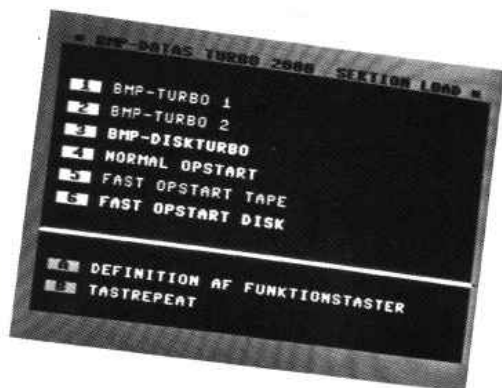 * BMP-DATAS TURBO 2000 SEKTION LOAD *
1 BMP-TURBO 1
2 BMP-TURBO 2
3 BMP-DISKTURBO
4 NORMAL OPSTART
5 FAST OPSTART TAPE
6 FAST OPSTART DISK
A DEFINITION AF FUNKTIONSTASTER
B TASTREPEAT